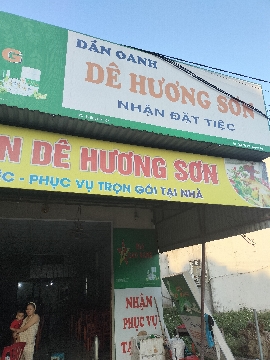 DẦN OANH
DÊ HƯƠNG SƠN
NHẬN ĐẶT TIỆC
N DÊ HƯƠNG SƠN
- PHỤC VỤ TRỌN GÓI TẠI NHÀ
NHẬN
PHỤC VỤ